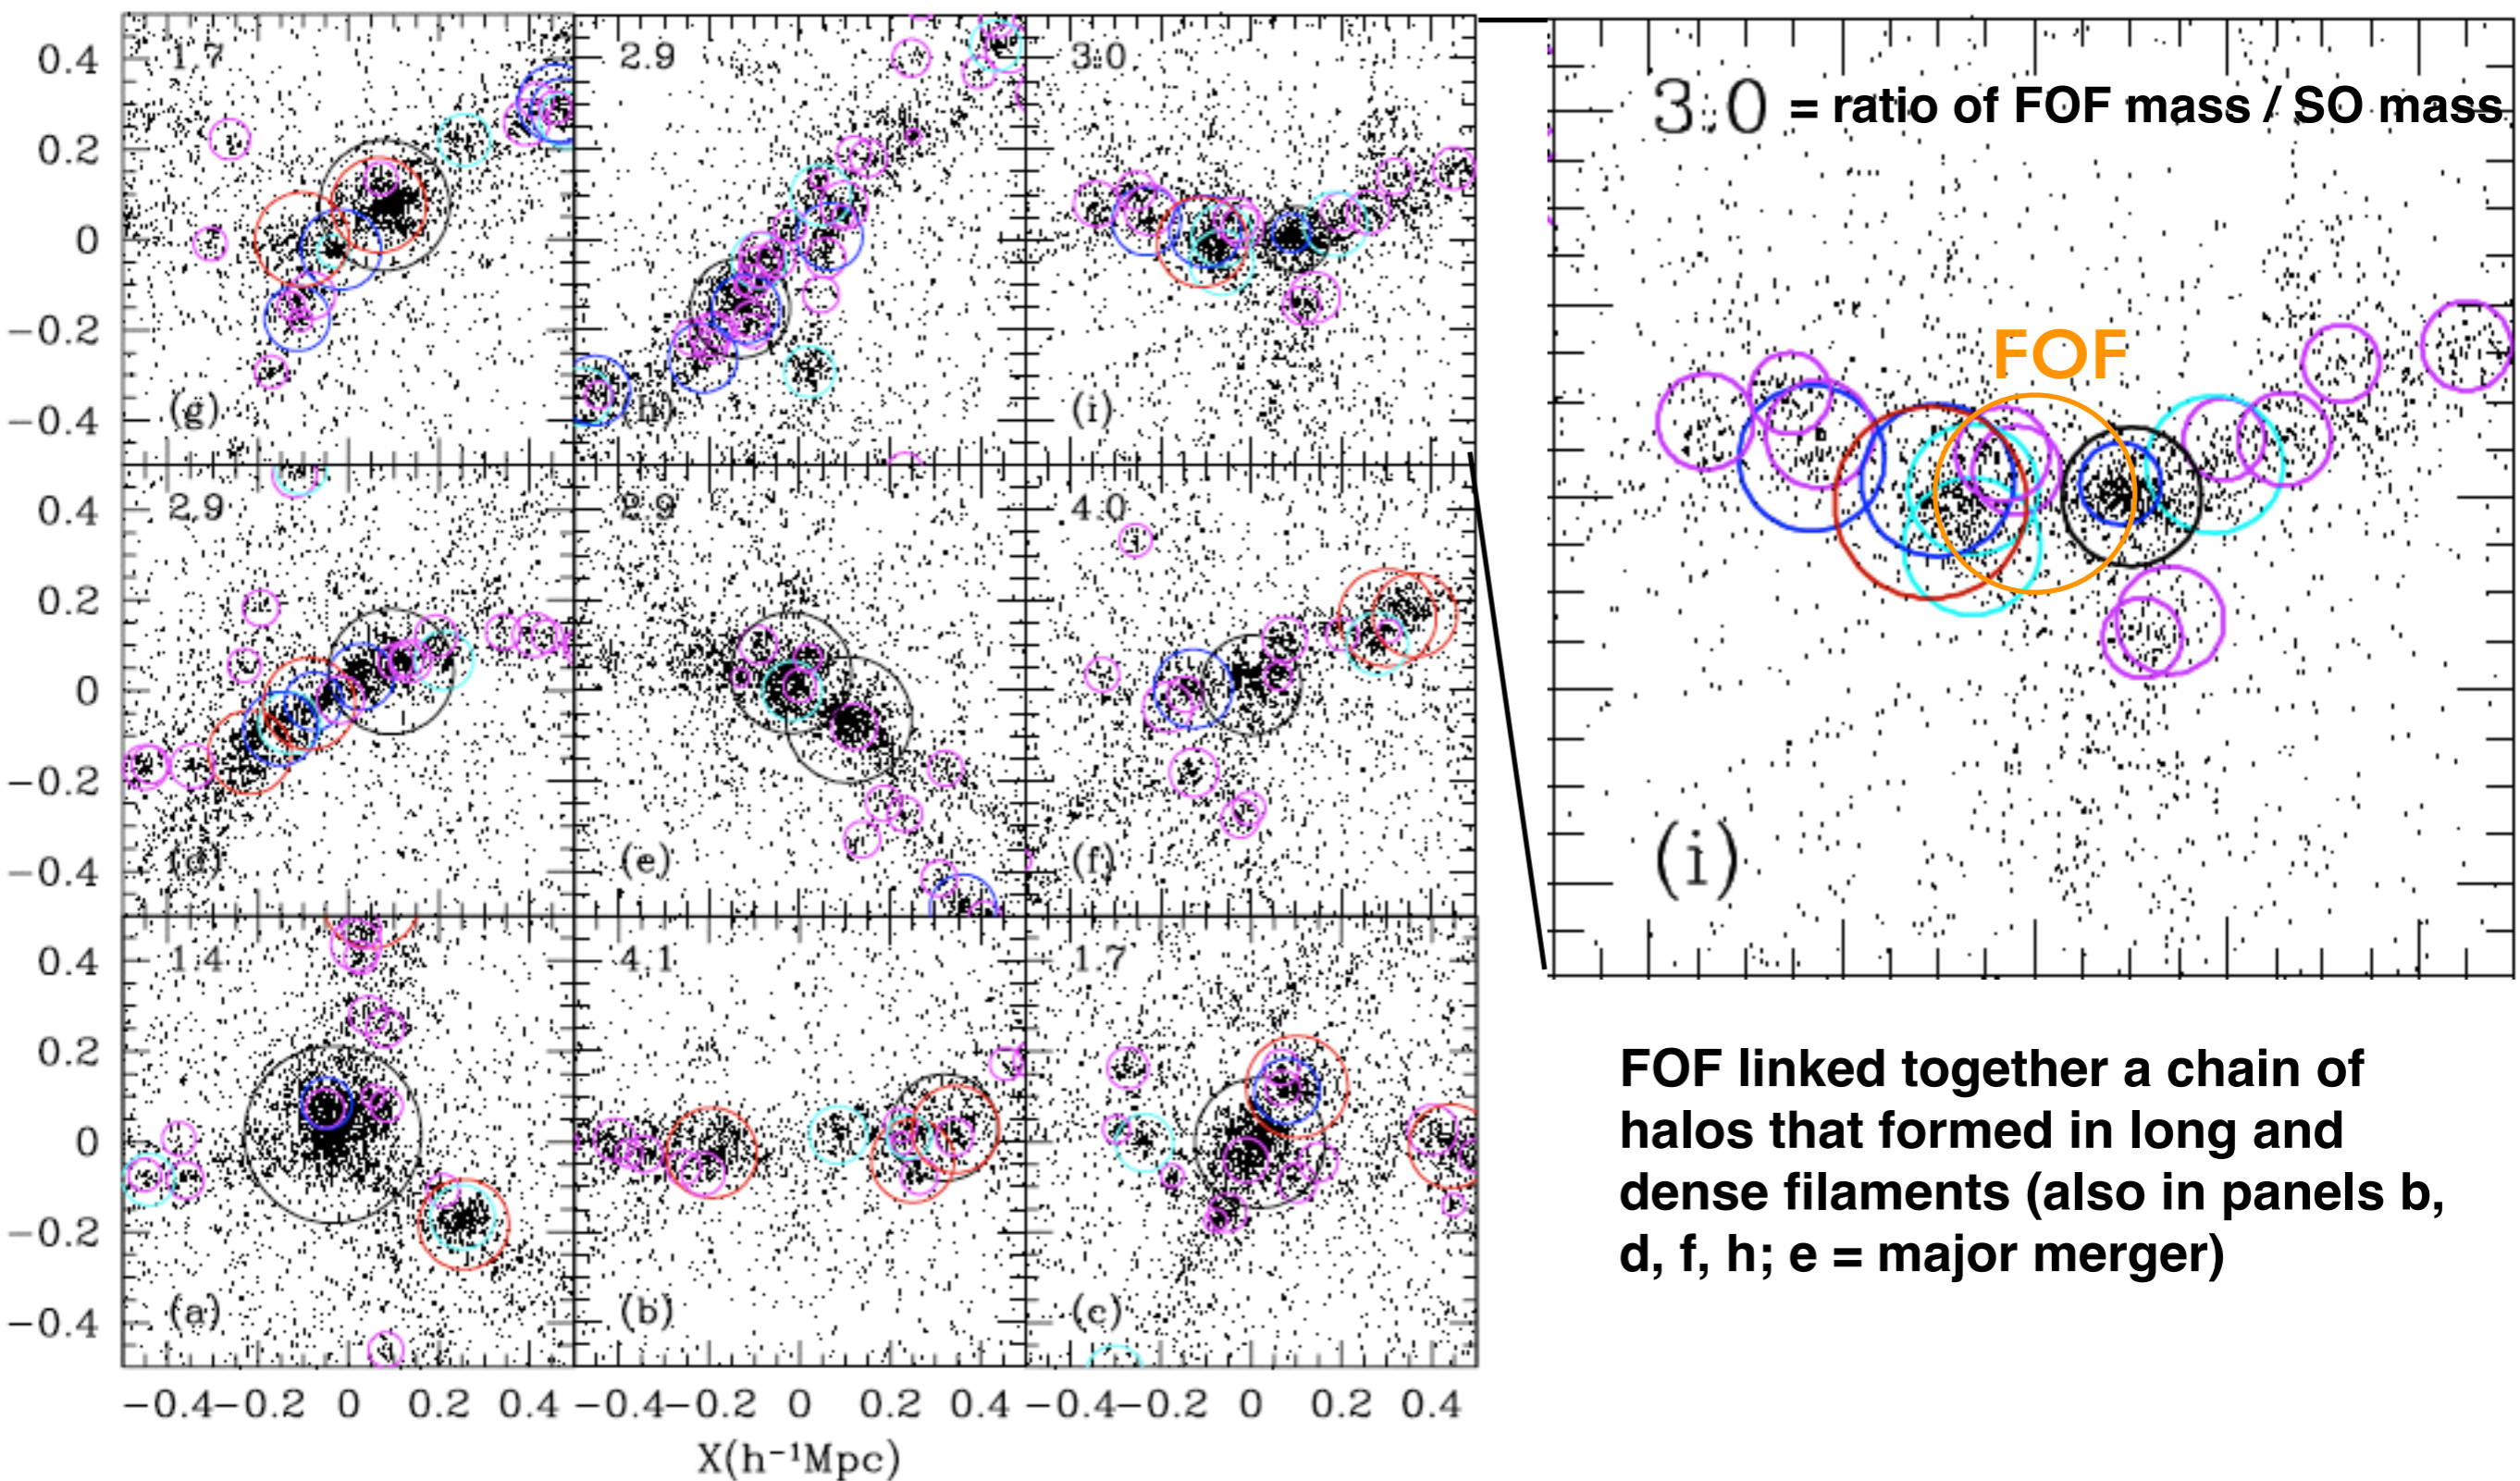 1.7
2.9
3.0
3.0 = ratio of FOF mass / SO mass
FOF
(g)
(h)
(i)
(i)
2.9
2.9
4.0
(d)
(e)
(f)
1.4
4.1
1.7
(a)
(b)
(c)
0.4
0.2
0
−0.2
−0.4
0.4
0.2
0
−0.2
−0.4
0.4
0.2
0
−0.2
−0.4
−0.4−0.2 0 0.2 0.4 −0.4−0.2 0 0.2 0.4 −0.4−0.2 0 0.2 0.4
X(h⁻¹Mpc)
FOF linked together a chain of
halos that formed in long and
dense filaments (also in panels b,
d, f, h; e = major merger)